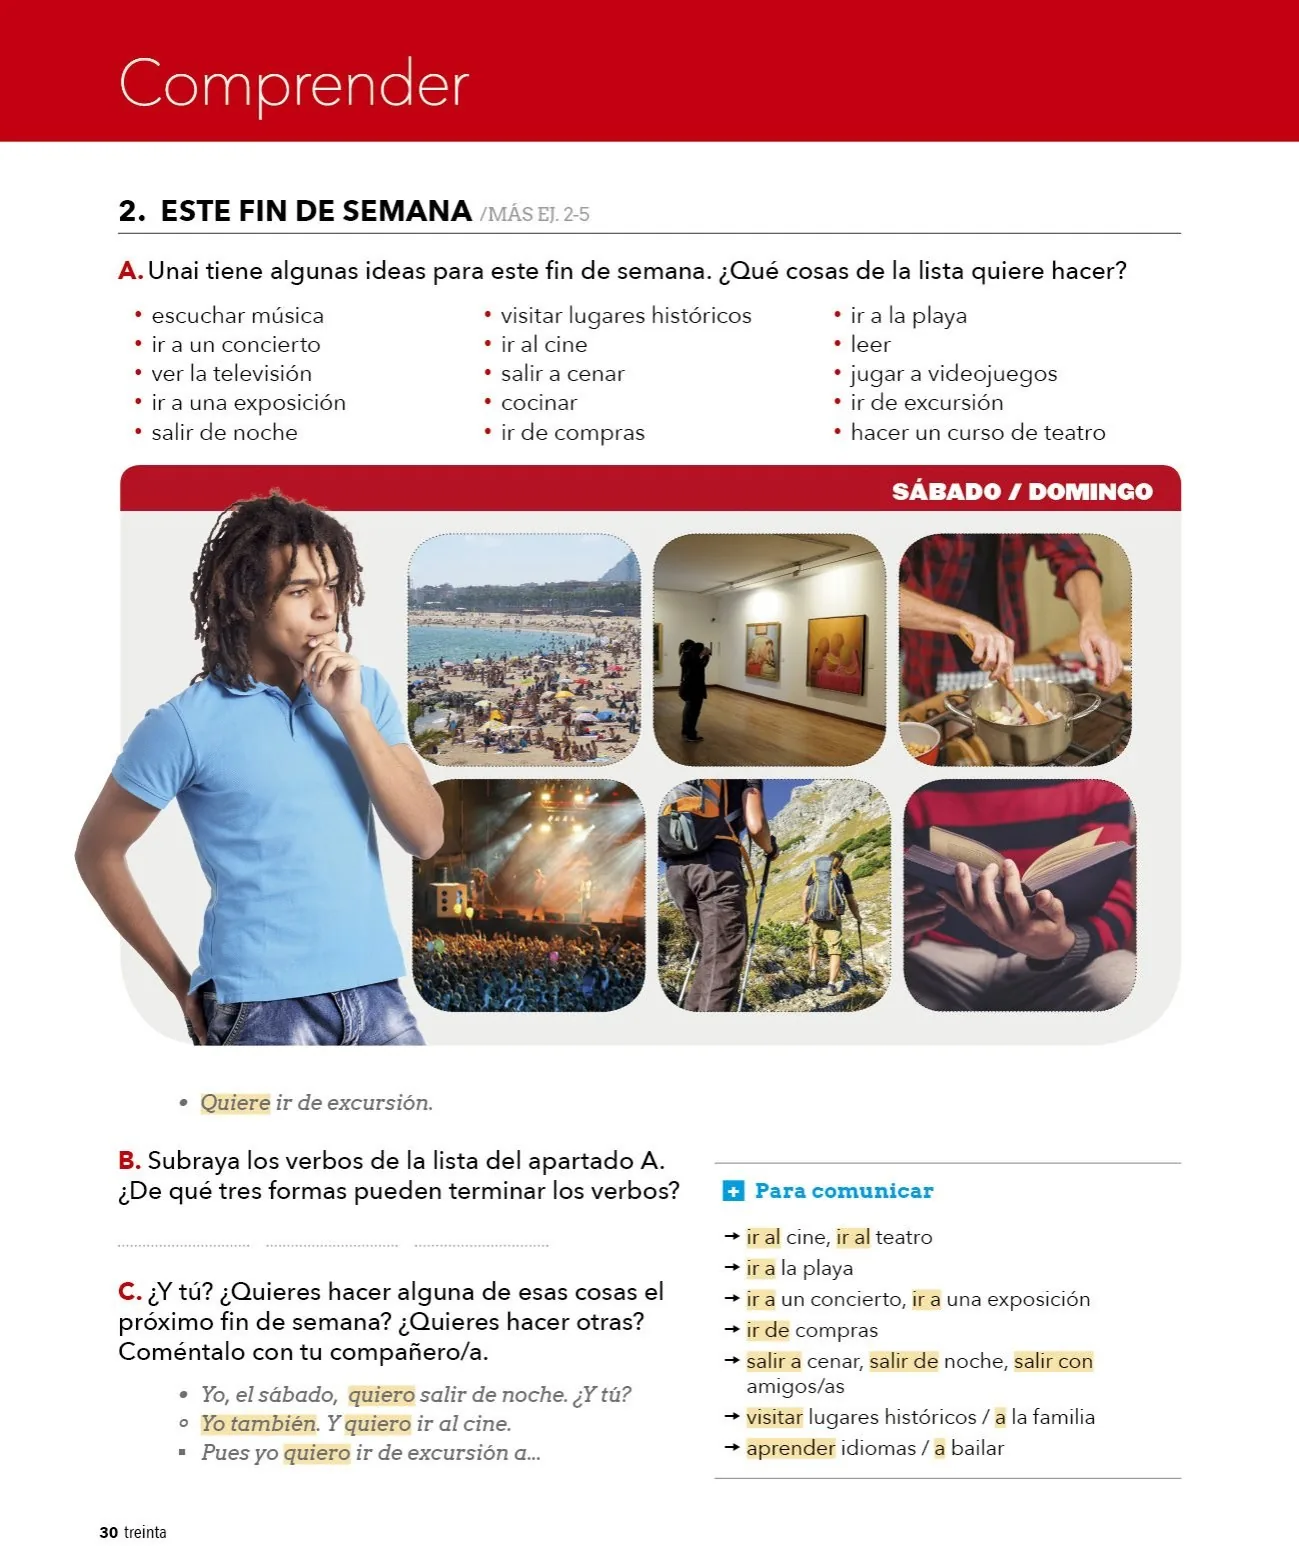 Comprender
2. ESTE FIN DE SEMANA /MÁS EJ. 2-5
A. Unai tiene algunas ideas para este fin de semana. ¿Qué cosas de la lista quiere hacer?
• escuchar música
• ir a un concierto
• ver la televisión
• ir a una exposición
• salir de noche
• visitar lugares históricos
• ir al cine
• salir a cenar
• cocinar
• ir de compras
• ir a la playa
• leer
• jugar a videojuegos
• ir de excursión
• hacer un curso de teatro
SÁBADO / DOMINGO
• Quiere ir de excursión.
B. Subraya los verbos de la lista del apartado A.
¿De qué tres formas pueden terminar los verbos?
C. ¿Y tú? ¿Quieres hacer alguna de esas cosas el
próximo fin de semana? ¿Quieres hacer otras?
Coméntalo con tu compañero/a.
• Yo, el sábado, quiero salir de noche. ¿Y tú?
○ Yo también. Y quiero ir al cine.
▪ Pues yo quiero ir de excursión a...
+ Para comunicar
→ ir al cine, ir al teatro
→ ir a la playa
→ ir a un concierto, ir a una exposición
→ ir de compras
→ salir a cenar, salir de noche, salir con
amigos/as
→ visitar lugares históricos / a la familia
→ aprender idiomas / a bailar
30 treinta